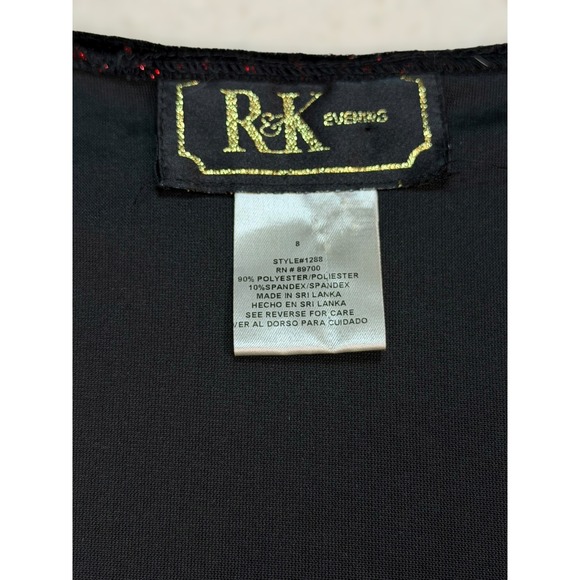 R&K EVENING
8
STYLE#1288
RN # 89700
90% POLYESTER/POLIESTER
10%SPANDEX/SPANDEX
MADE IN SRI LANKA
HECHO EN SRI LANKA
SEE REVERSE FOR CARE
VER AL DORSO PARA CUIDADO